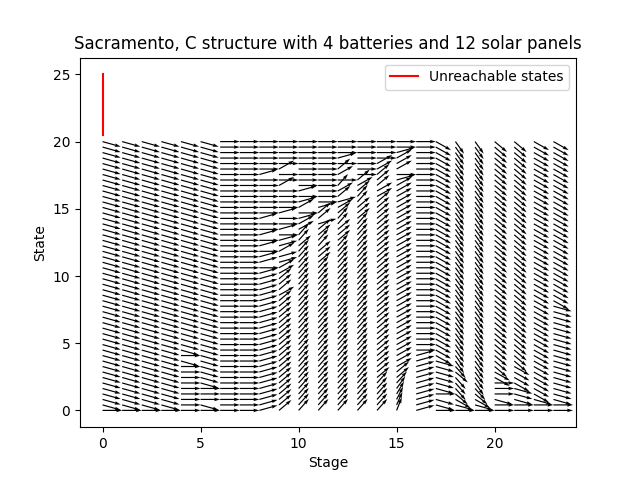 Sacramento, C structure with 4 batteries and 12 solar panels
Unreachable states
25
20
15
10
5
0
State
0
5
10
15
20
Stage